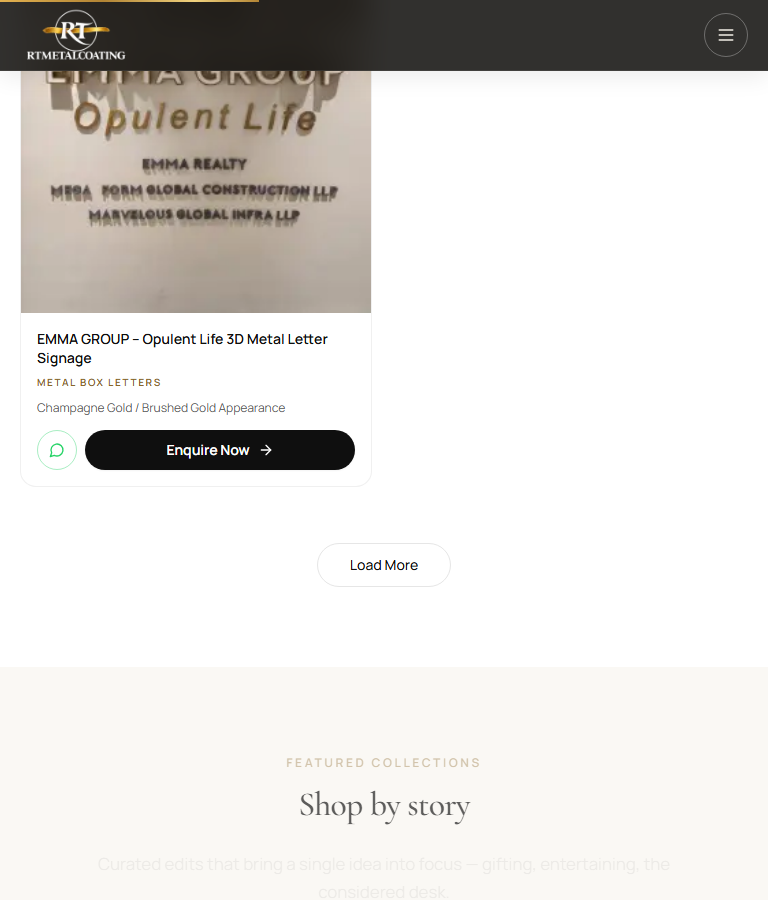 RT
RTMETALCOATING
EMMA GROUP
Opulent Life
EMMA REALTY
MEGA FORM GLOBAL CONSTRUCTION LLP
MARVELOUS GLOBAL INFRA LLP
EMMA GROUP – Opulent Life 3D Metal Letter
Signage
METAL BOX LETTERS
Champagne Gold / Brushed Gold Appearance
Enquire Now
Load More
FEATURED COLLECTIONS
Shop by story
Curated edits that bring a single idea into focus — gifting, entertaining, the
considered desk.